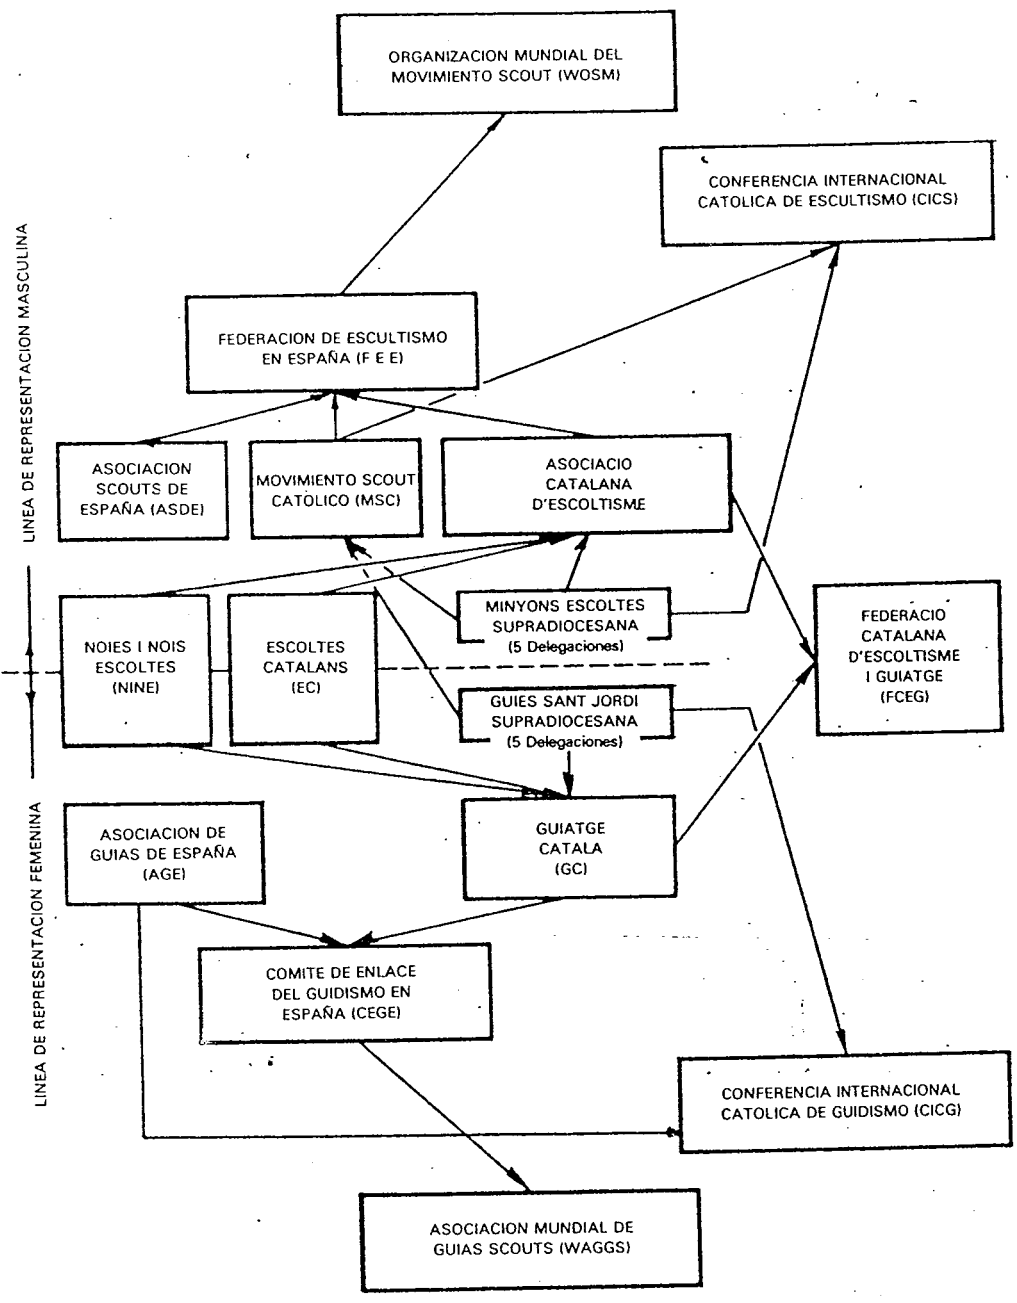 ORGANIZACION MUNDIAL DEL
MOVIMIENTO SCOUT (WOSM)
CONFERENCIA INTERNACIONAL
CATOLICA DE ESCULTISMO (CICS)
LINEA DE REPRESENTACION MASCULINA
FEDERACION DE ESCULTISMO
EN ESPAÑA (F E E)
ASOCIACION
SCOUTS DE
ESPAÑA (ASDE)
MOVIMIENTO SCOUT
CATOLICO (MSC)
ASOCIACIO
CATALANA
D'ESCOLTISME
NOIES I NOIS
ESCOLTES
(NINE)
ESCOLTES
CATALANS
(EC)
MINYONS ESCOLTES
SUPRADIOCESANA
(5 Delegaciones)
FEDERACIO
CATALANA
D'ESCOLTISME
I GUIATGE
(FCEG)
GUIES SANT JORDI
SUPRADIOCESANA
(5 Delegaciones)
LINEA DE REPRESENTACION FEMENINA
ASOCIACION DE
GUIAS DE ESPAÑA
(AGE)
GUIATGE
CATALA
(GC)
COMITE DE ENLACE
DEL GUIDISMO EN
ESPAÑA (CEGE)
CONFERENCIA INTERNACIONAL
CATOLICA DE GUIDISMO (CICG)
ASOCIACION MUNDIAL DE
GUIAS SCOUTS (WAGGS)